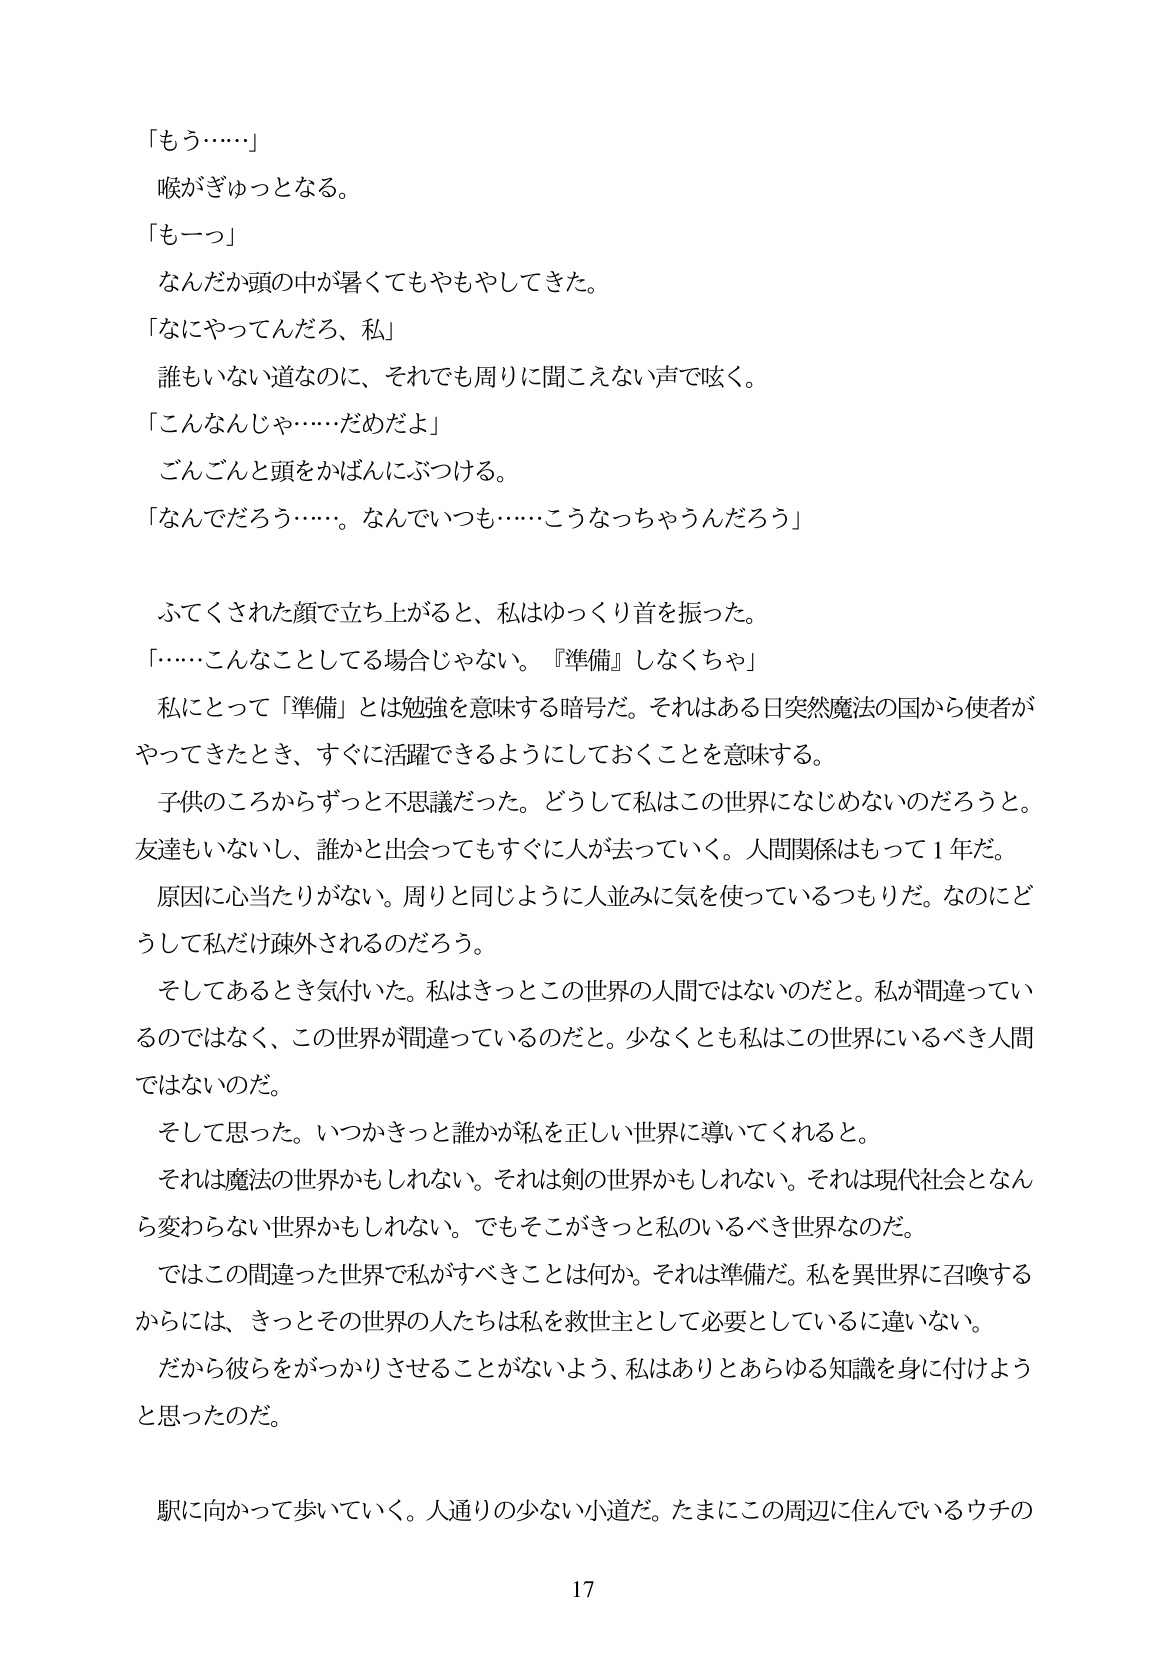 「もう……」
喉がぎゅっとなる。
「もーっ」
なんだか頭の中が暑くてもやもやしてきた。
「なにやってんだろ、私」
誰もいない道なのに、それでも周りに聞こえない声で呟く。
「こんなんじゃ……だめだよ」
ごんごんと頭をかばんにぶつける。
「なんでだろう……。なんでいつも……こうなっちゃうんだろう」
ふてくされた顔で立ち上がると、私はゆっくり首を振った。
「……こんなことしてる場合じゃない。『準備』しなくちゃ」
私にとって「準備」とは勉強を意味する暗号だ。それはある日突然魔法の国から使者が
やってきたとき、すぐに活躍できるようにしておくことを意味する。
子供のころからずっと不思議だった。どうして私はこの世界になじめないのだろうと。
友達もいないし、誰かと出会ってもすぐに人が去っていく。人間関係はもって 1 年だ。
原因に心当たりがない。周りと同じように人並みに気を使っているつもりだ。なのにど
うして私だけ疎外されるのだろう。
そしてあるとき気付いた。私はきっとこの世界の人間ではないのだと。私が間違ってい
るのではなく、この世界が間違っているのだと。少なくとも私はこの世界にいるべき人間
ではないのだ。
そして思った。いつかきっと誰かが私を正しい世界に導いてくれると。
それは魔法の世界かもしれない。それは剣の世界かもしれない。それは現代社会となん
ら変わらない世界かもしれない。でもそこがきっと私のいるべき世界なのだ。
ではこの間違った世界で私がすべきことは何か。それは準備だ。私を異世界に召喚する
からには、きっとその世界の人たちは私を救世主として必要としているに違いない。
だから彼らをがっかりさせることがないよう、私はありとあらゆる知識を身に付けよう
と思ったのだ。
駅に向かって歩いていく。人通りの少ない小道だ。たまにこの周辺に住んでいるウチの
17